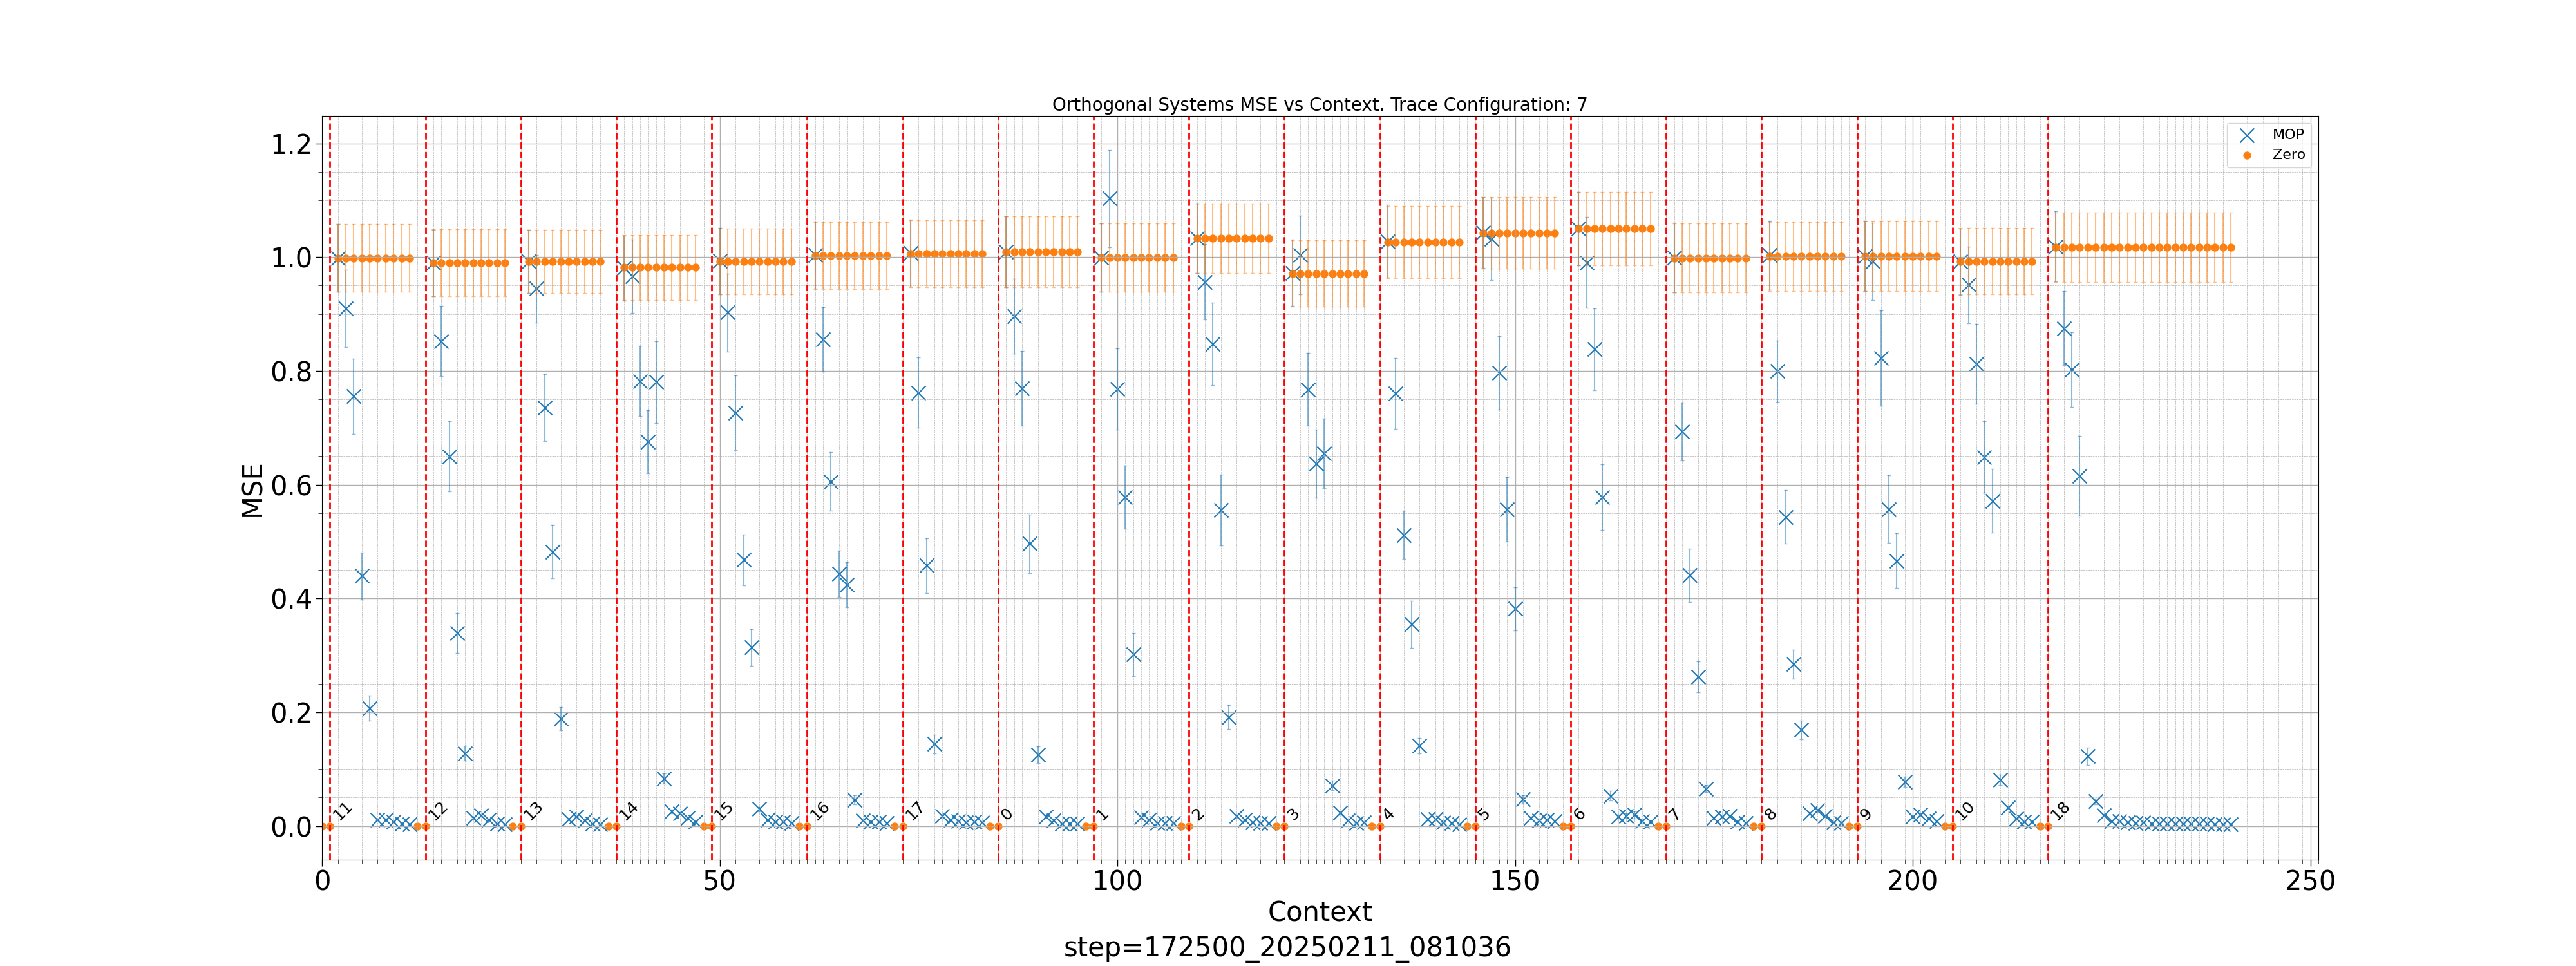 Orthogonal Systems MSE vs Context. Trace Configuration: 7
MOP
Zero
MSE
1.2
1.0
0.8
0.6
0.4
0.2
0.0
11 12 13 14 15 16 17 0 1 2 3 4 5 6 7 8 9 10 18
0 50 100 150 200 250
Context
step=172500_20250211_081036